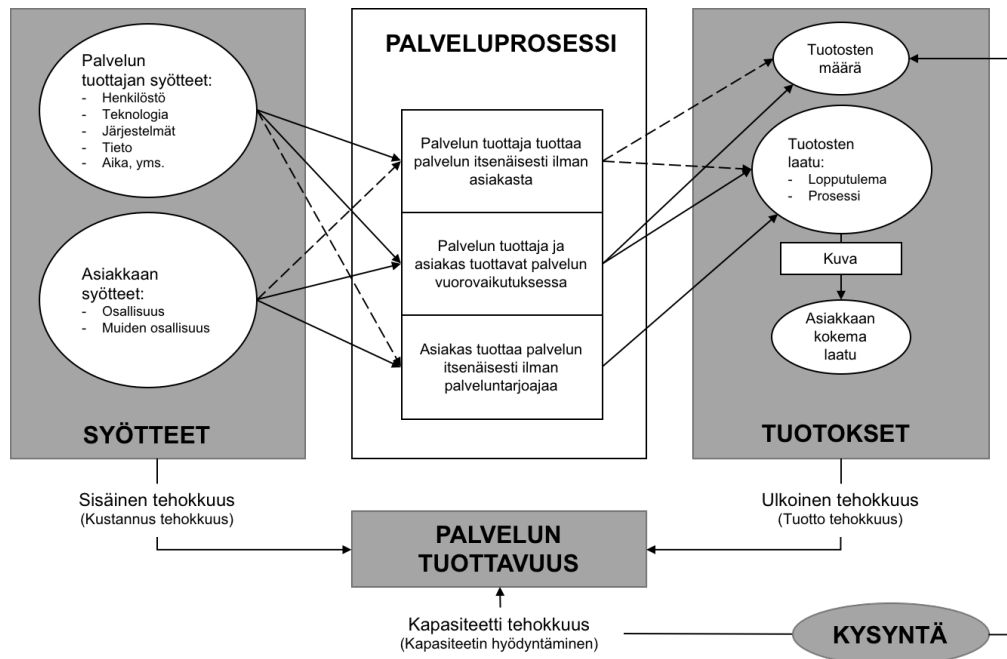 Palvelun
tuottajan syötteet:
- Henkilöstö
- Teknologia
- Järjestelmät
- Tieto
- Aika, yms.
Asiakkaan
syötteet:
- Osallisuus
- Muiden osallisuus
SYÖTTEET
PALVELUPROSESSI
Palvelun tuottaja tuottaa
palvelun itsenäisesti ilman
asiakasta
Palvelun tuottaja ja
asiakas tuottavat palvelun
vuorovaikutuksessa
Asiakas tuottaa palvelun
itsenäisesti ilman
palveluntarjoajaa
Tuotosten
määrä
Tuotosten
laatu:
- Lopputulema
- Prosessi
Kuva
Asiakkaan
kokema
laatu
TUOTOKSET
Sisäinen tehokkuus
(Kustannus tehokkuus)
Ulkoinen tehokkuus
(Tuotto tehokkuus)
PALVELUN
TUOTTAVUUS
Kapasiteetti tehokkuus
(Kapasiteetin hyödyntäminen)
KYSYNTÄ